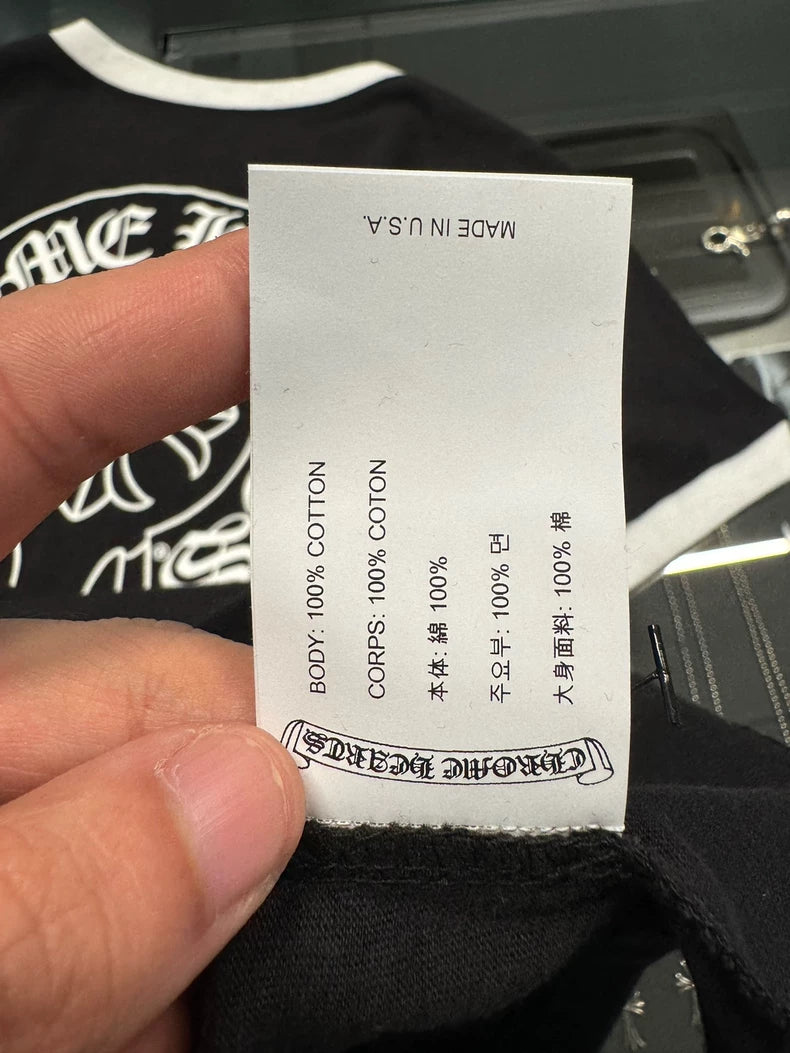 MADE IN U.S.A.
BODY: 100% COTTON
CORPS: 100% COTON
本体: 綿 100%
주요부: 100% 면
大身面料: 100% 棉
CHROME HEARTS